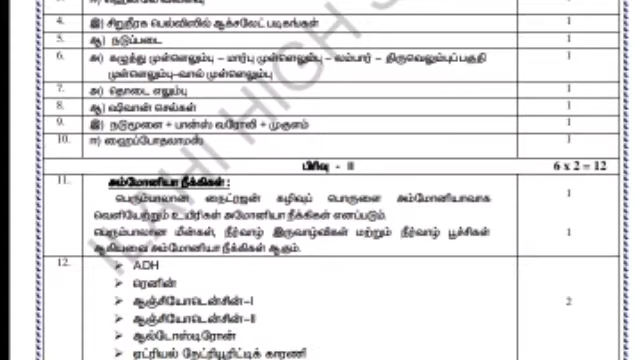 4. இ) சிறுநீரக பெல்விஸில் ஆக்சலேட் படிகங்கள் 1
5. ஆ) நடுப்படை 1
6. அ) கழுத்து முள்ளெலும்பு – மார்பு முள்ளெலும்பு – லம்பார் – திருவெலும்புப் பகுதி 1
முள்ளெலும்பு-வால் முள்ளெலும்பு
7. அ) தொடை எலும்பு 1
8. ஆ) ஷிவான் செல்கள் 1
9. இ) நடுமூளை + பான்ஸ் வரோலி + முகுளம் 1
10. ஈ) ஹைப்போதலாமஸ் 1
பிரிவு - II 6 x 2 = 12
11. அம்மோனியா நீக்கிகள் :
பெரும்பாலான நைட்ரஜன் கழிவுப் பொருளை அம்மோனியாவாக 1
வெளியேற்றும் உயிரிகள் அமோனியா நீக்கிகள் எனப்படும்.
பெரும்பாலான மீன்கள், நீர்வாழ் இருவாழ்விகள் மற்றும் நீர்வாழ் பூச்சிகள் 1
ஆகியவை அம்மோனியா நீக்கிகள் ஆகும்.
12. ➢ ADH
➢ ரெனின்
➢ ஆஞ்சியோடென்சின்-I 2
➢ ஆஞ்சியோடென்சின்-II
➢ ஆல்டோஸ்டிரோன்
➢ ஏட்ரியல் நேட்ரியூரிட்டிக் காரணி